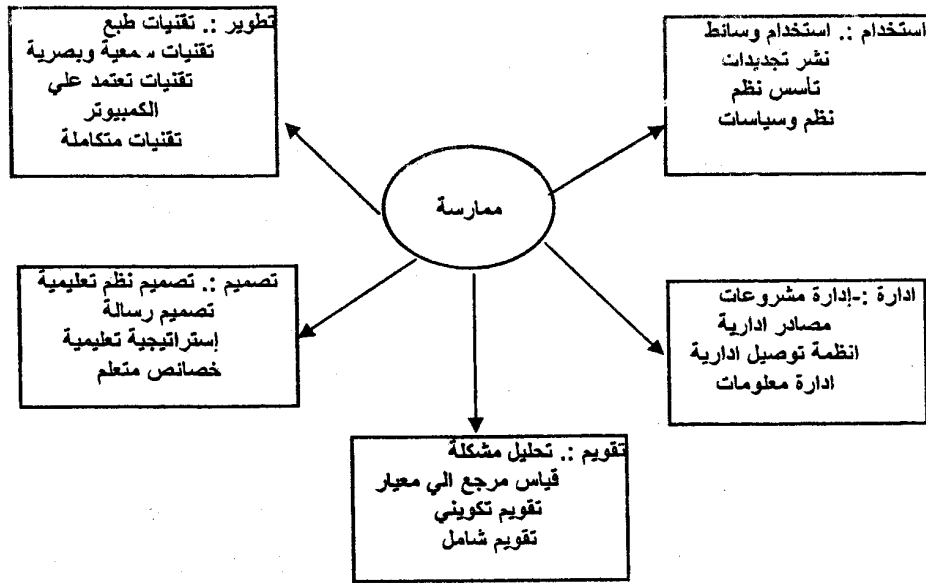 استخدام :. استخدام وسائط
نشر تجديدات
تأسس نظم
نظم وسياسات
تطوير :. تقنيات طبع
تقنيات سمعية وبصرية
تقنيات تعتمد علي
الكمبيوتر
تقنيات متكاملة
ممارسة
ادارة :-إدارة مشروعات
مصادر ادارية
انظمة توصيل ادارية
ادارة معلومات
تصميم :. تصميم نظم تعليمية
تصميم رسالة
إستراتيجية تعليمية
خصائص متعلم
تقويم :. تحليل مشكلة
قياس مرجع الي معيار
تقويم تكويني
تقويم شامل